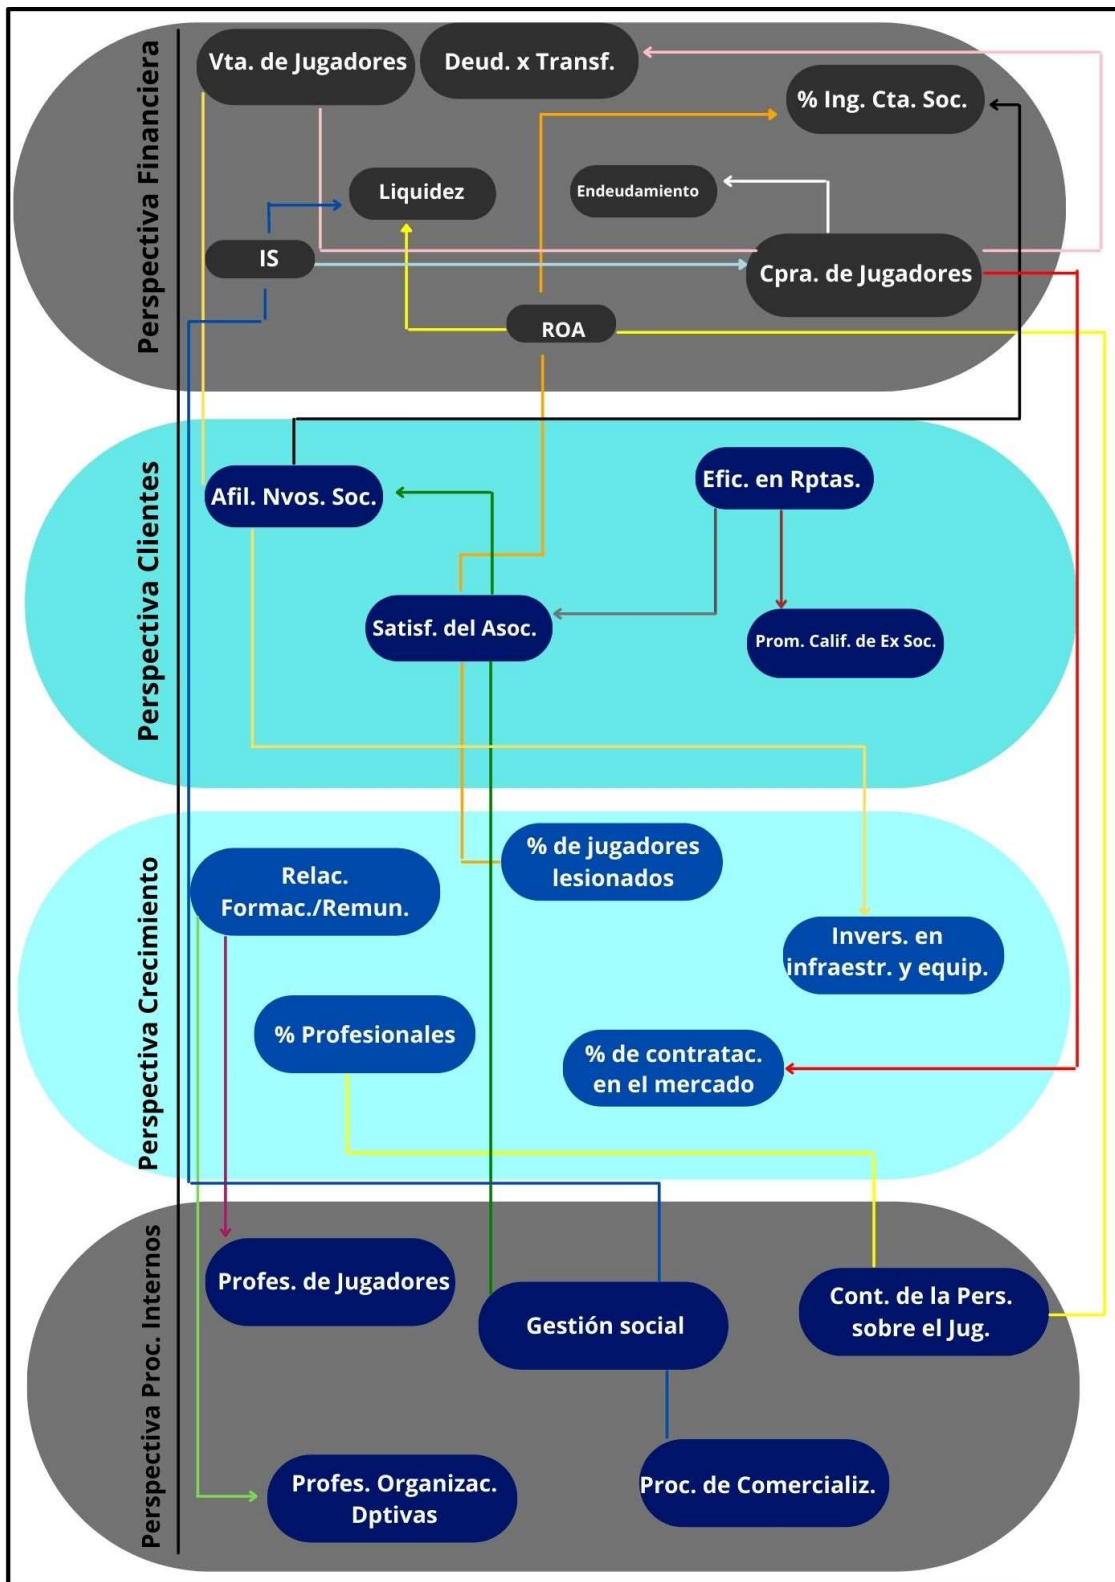 Perspectiva Financiera
Vta. de Jugadores
Deud. x Transf.
% Ing. Cta. Soc.
Liquidez
Endeudamiento
IS
Cpra. de Jugadores
ROA
Perspectiva Clientes
Efic. en Rptas.
Afil. Nvos. Soc.
Satisf. del Asoc.
Prom. Calif. de Ex Soc.
Perspectiva Crecimiento
% de jugadores
lesionados
Relac.
Formac./Remun.
Invers. en
infraestr. y equip.
% Profesionales
% de contratac.
en el mercado
Perspectiva Proc. Internos
Profes. de Jugadores
Gestión social
Cont. de la Pers.
sobre el Jug.
Profes. Organizac.
Dptivas
Proc. de Comercializ.